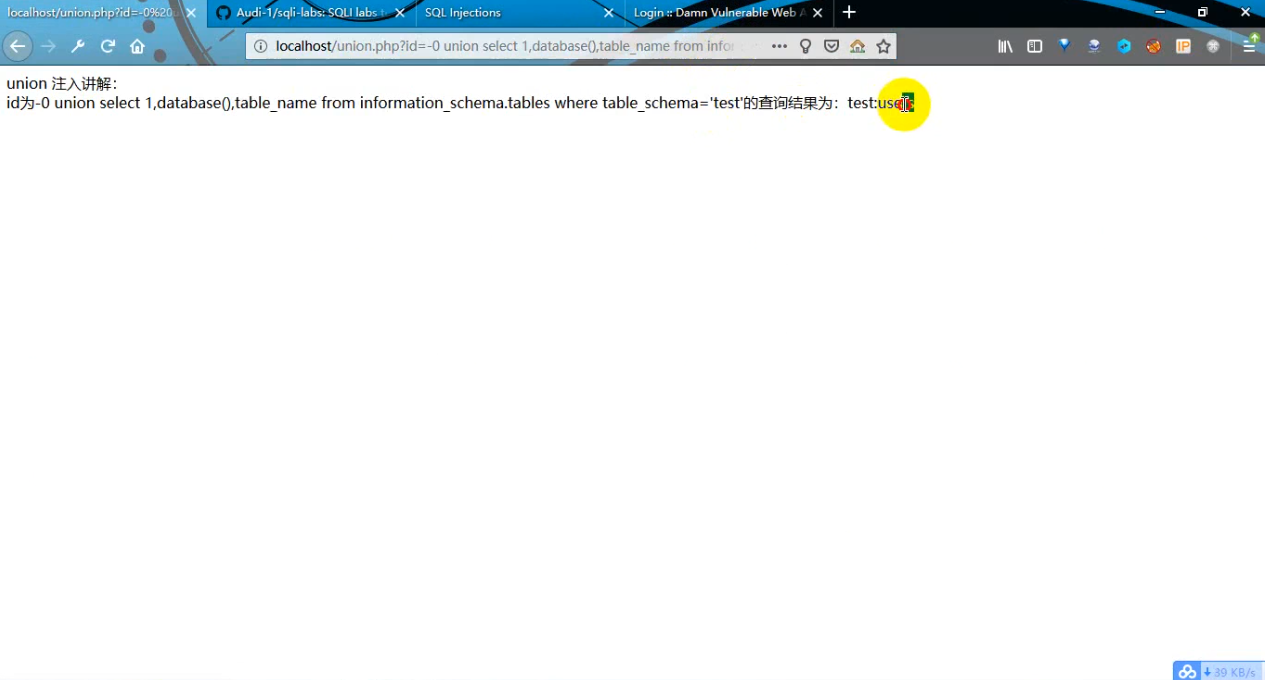 localhost/union.php?id=-0%20u
Audi-1/sqli-labs: SQLI labs t
SQL Injections
Login :: Damn Vulnerable Web A
localhost/union.php?id=-0 union select 1,database(),table_name from infor
IP
union 注入讲解：
id为-0 union select 1,database(),table_name from information_schema.tables where table_schema='test'的查询结果为：test:
39 KB/s